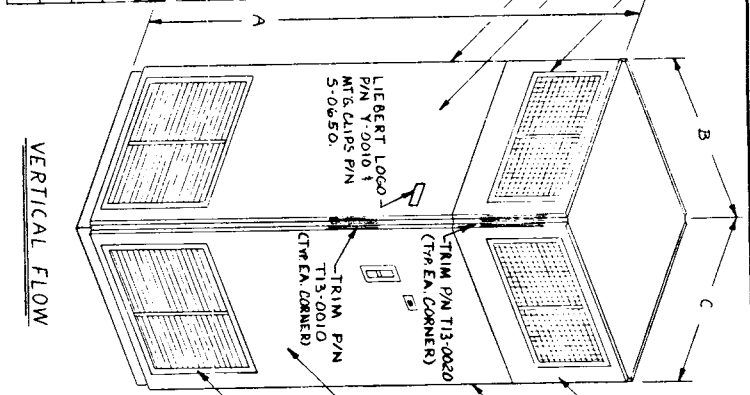 A
B
C
LIEBERT LOGO
P/N Y-0010 &
MTG. CLIPS P/N
S-0650.
TRIM P/N T13-0020
(TYP. EA. CORNER)
TRIM P/N
T13-0010
(TYP. EA. CORNER)
VERTICAL FLOW